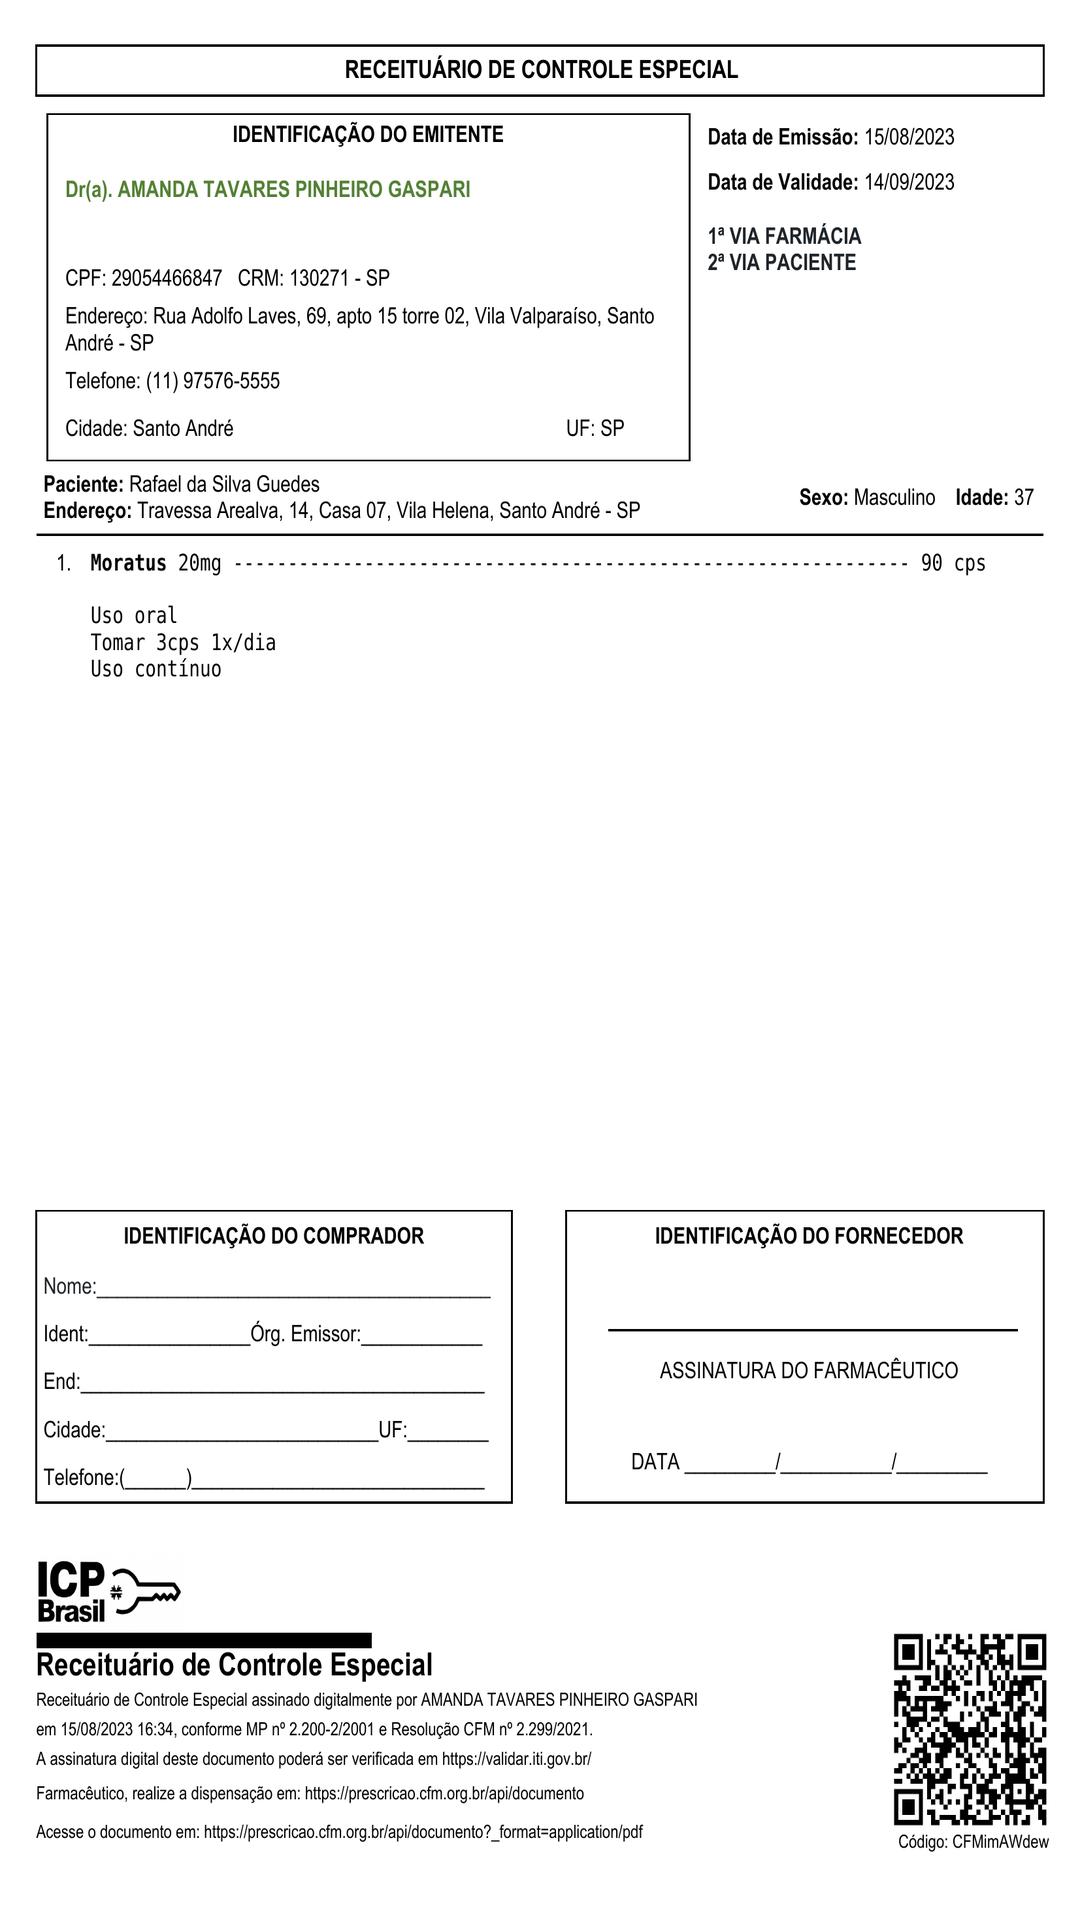 RECEITUÁRIO DE CONTROLE ESPECIAL
IDENTIFICAÇÃO DO EMITENTE
Dr(a). AMANDA TAVARES PINHEIRO GASPARI
CPF: 29054466847 CRM: 130271 - SP
Endereço: Rua Adolfo Laves, 69, apto 15 torre 02, Vila Valparaíso, Santo
André - SP
Telefone: (11) 97576-5555
Cidade: Santo André UF: SP
Data de Emissão: 15/08/2023
Data de Validade: 14/09/2023
1ª VIA FARMÁCIA
2ª VIA PACIENTE
Paciente: Rafael da Silva Guedes
Endereço: Travessa Arealva, 14, Casa 07, Vila Helena, Santo André - SP
Sexo: Masculino Idade: 37
1. Moratus 20mg -------------------------------------------------------------- 90 cps
Uso oral
Tomar 3cps 1x/dia
Uso contínuo
IDENTIFICAÇÃO DO COMPRADOR
Nome:_______________________________________
Ident:________________Órg. Emissor:____________
End:________________________________________
Cidade:___________________________UF:________
Telefone:(______)_____________________________
IDENTIFICAÇÃO DO FORNECEDOR
ASSINATURA DO FARMACÊUTICO
DATA _________/___________/_________
ICP
Brasil
Receituário de Controle Especial
Receituário de Controle Especial assinado digitalmente por AMANDA TAVARES PINHEIRO GASPARI
em 15/08/2023 16:34, conforme MP nº 2.200-2/2001 e Resolução CFM nº 2.299/2021.
A assinatura digital deste documento poderá ser verificada em https://validar.iti.gov.br/
Farmacêutico, realize a dispensação em: https://prescricao.cfm.org.br/api/documento
Acesse o documento em: https://prescricao.cfm.org.br/api/documento?_format=application/pdf
Código: CFMimAWdew